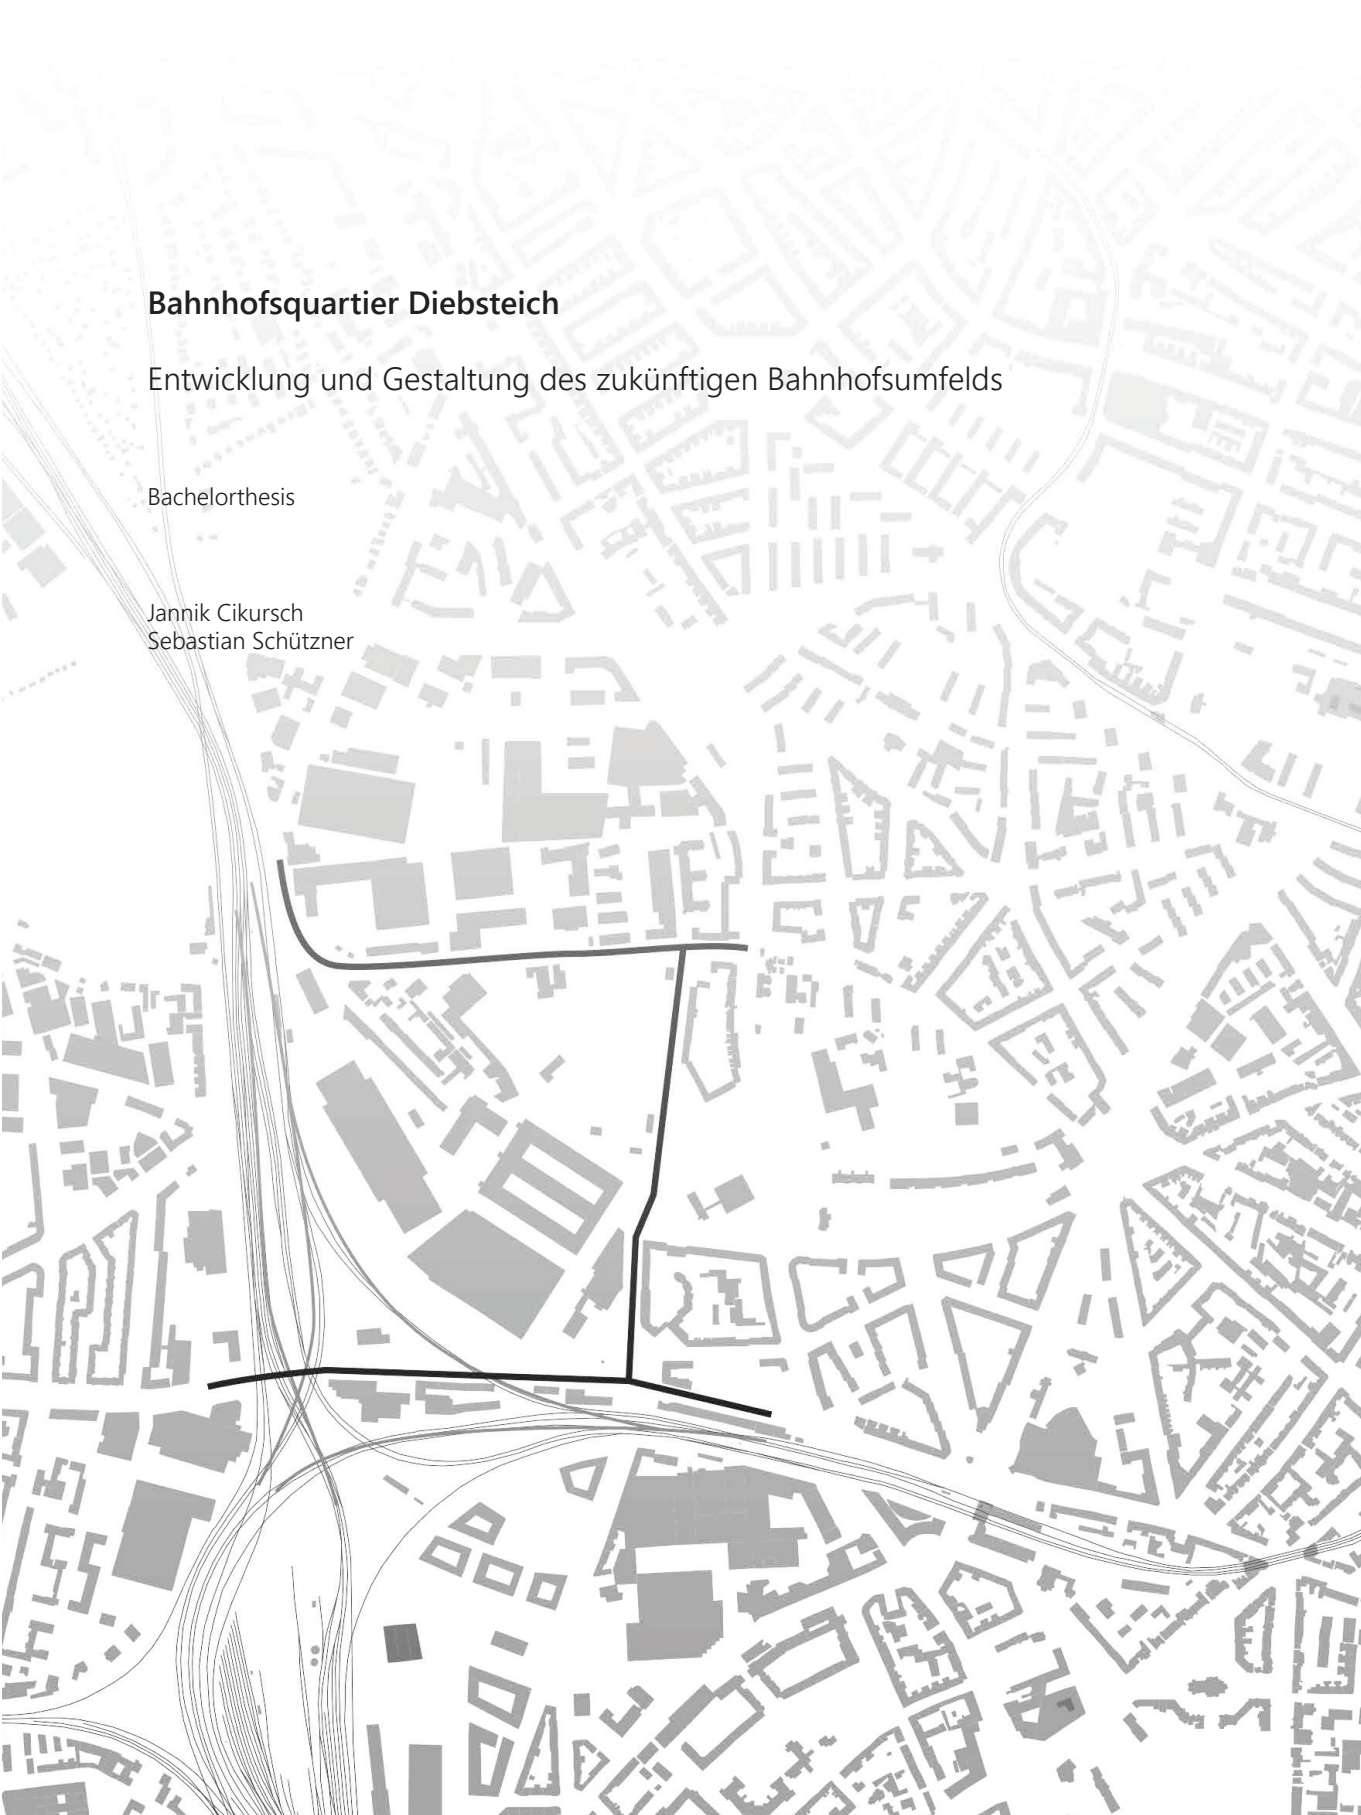 Bahnhofsquartier Diebsteich
Entwicklung und Gestaltung des zukünftigen Bahnhofsumfelds
Bachelorthesis
Jannik Cikursch
Sebastian Schützner